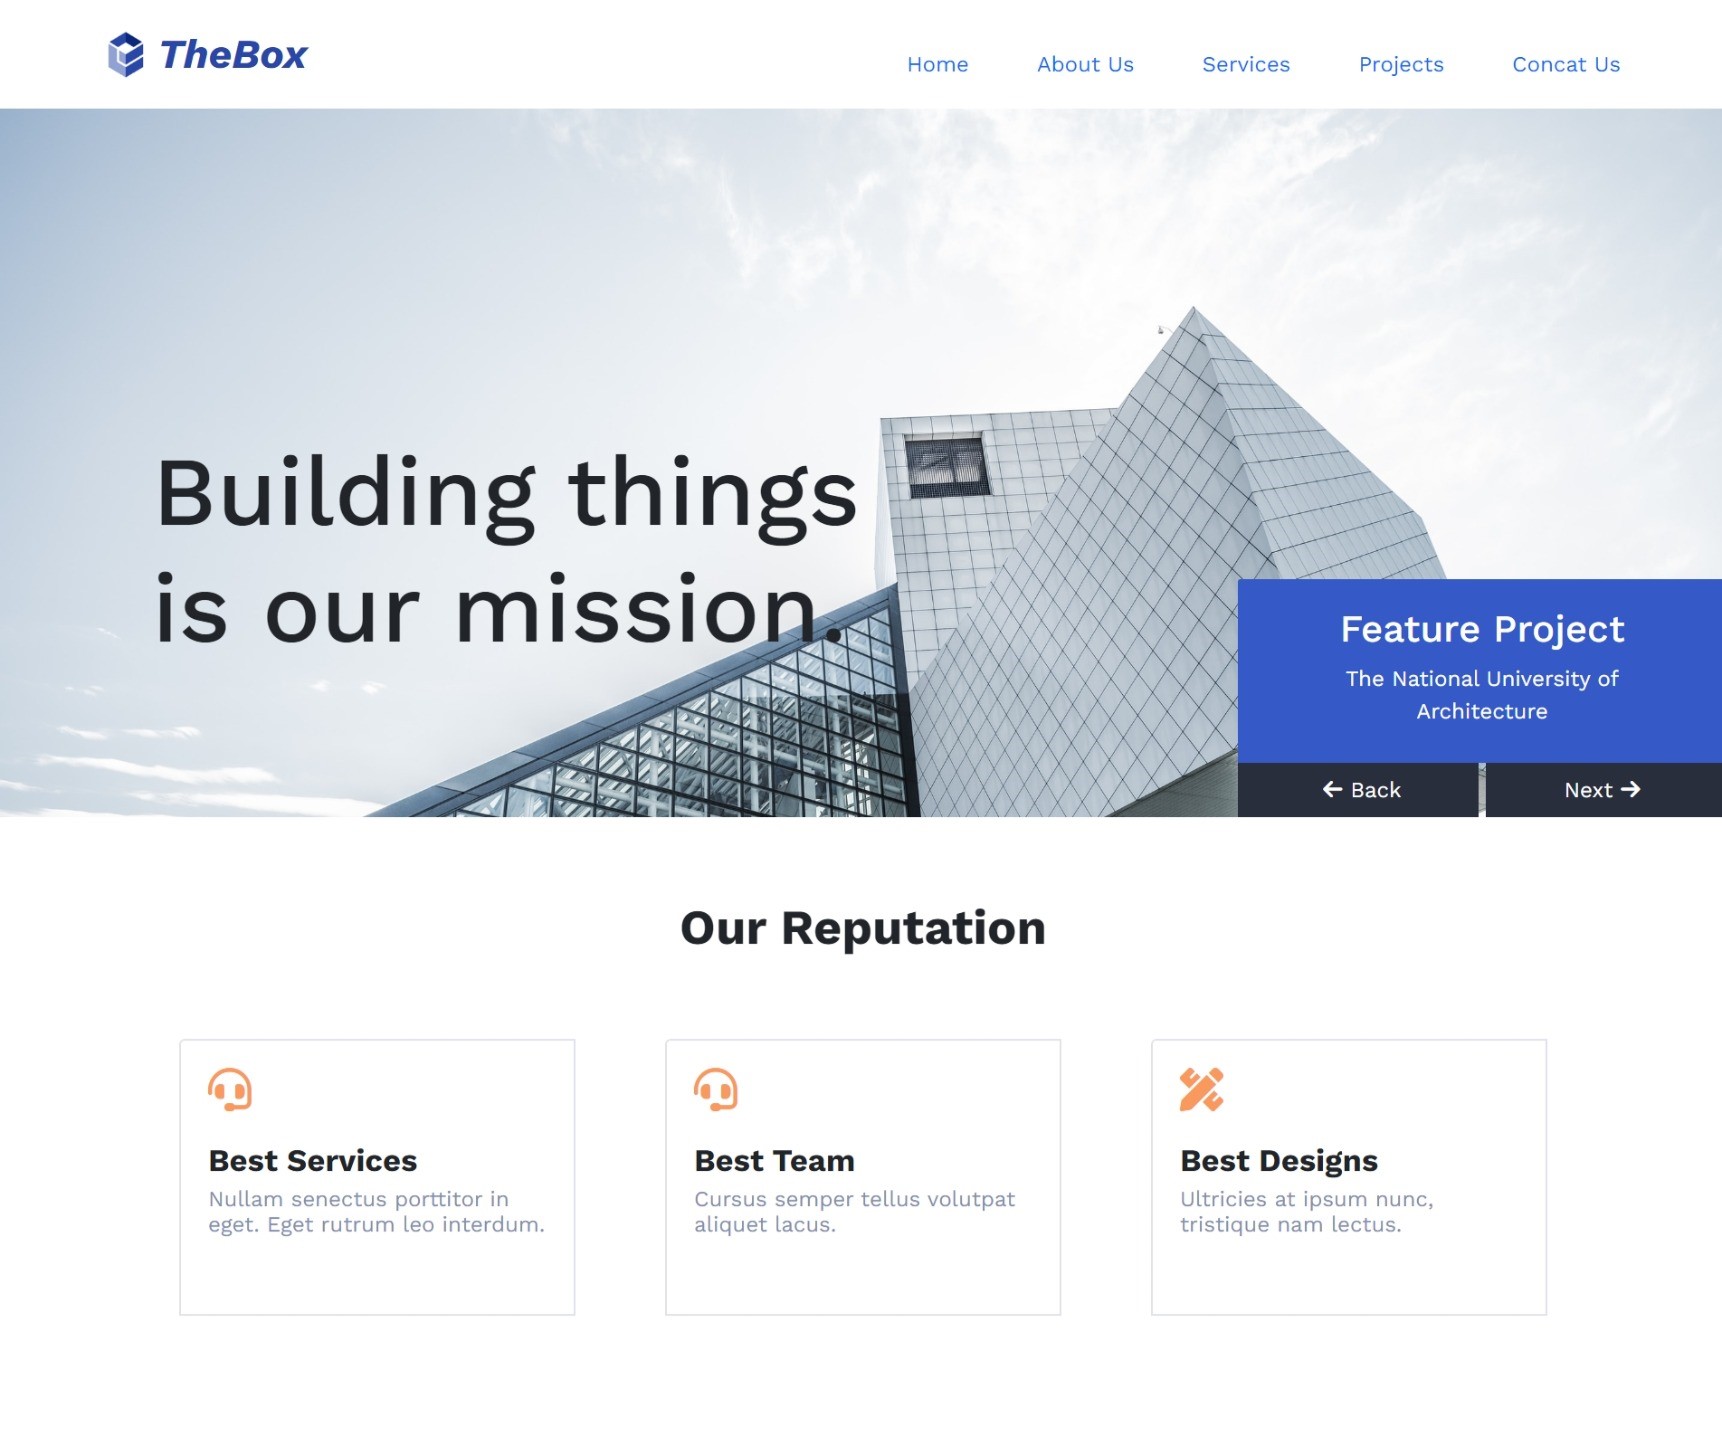 TheBox
Home
About Us
Services
Projects
Concat Us
Building things
is our mission.
Feature Project
The National University of
Architecture
Back
Next
Our Reputation
Best Services
Nullam senectus porttitor in
eget. Eget rutrum leo interdum.
Best Team
Cursus semper tellus volutpat
aliquet lacus.
Best Designs
Ultricies at ipsum nunc,
tristique nam lectus.